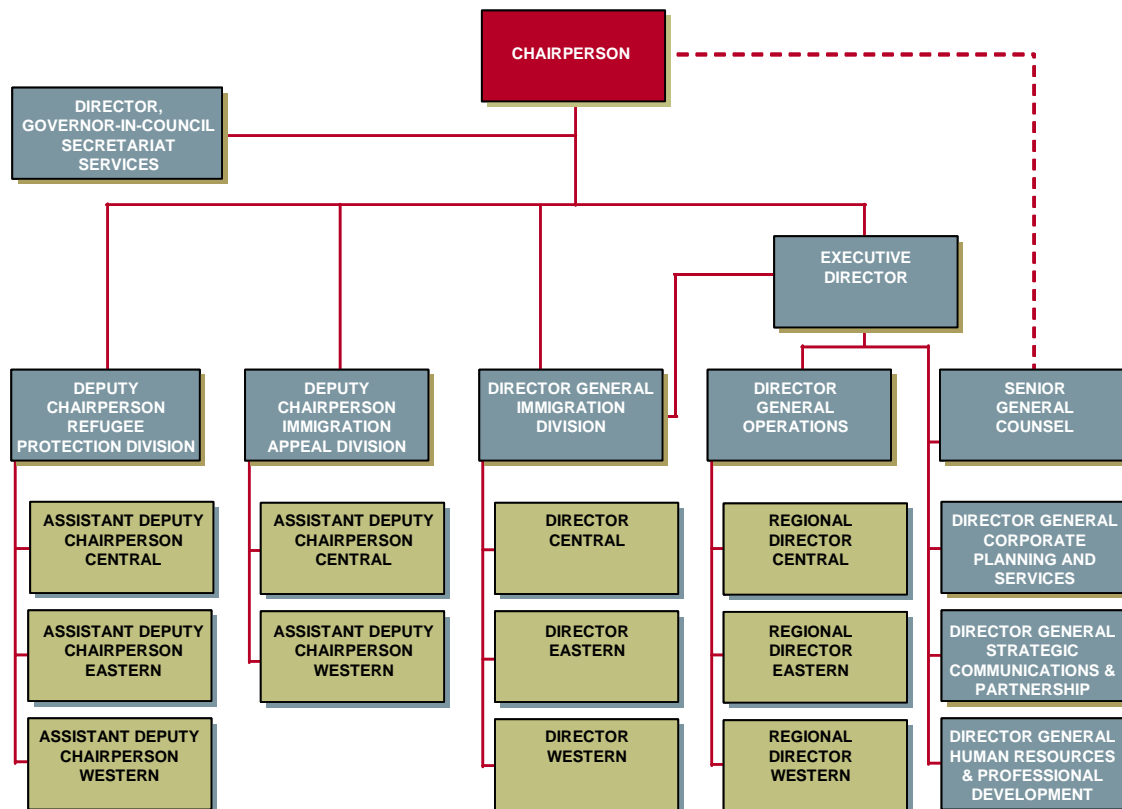 CHAIRPERSON
DIRECTOR,
GOVERNOR-IN-COUNCIL
SECRETARIAT
SERVICES
EXECUTIVE
DIRECTOR
DEPUTY
CHAIRPERSON
REFUGEE
PROTECTION DIVISION
DEPUTY
CHAIRPERSON
IMMIGRATION
APPEAL DIVISION
DIRECTOR GENERAL
IMMIGRATION
DIVISION
DIRECTOR
GENERAL
OPERATIONS
SENIOR
GENERAL
COUNSEL
ASSISTANT DEPUTY
CHAIRPERSON
CENTRAL
ASSISTANT DEPUTY
CHAIRPERSON
CENTRAL
DIRECTOR
CENTRAL
REGIONAL
DIRECTOR
CENTRAL
DIRECTOR GENERAL
CORPORATE
PLANNING AND
SERVICES
ASSISTANT DEPUTY
CHAIRPERSON
EASTERN
ASSISTANT DEPUTY
CHAIRPERSON
WESTERN
DIRECTOR
EASTERN
REGIONAL
DIRECTOR
EASTERN
DIRECTOR GENERAL
STRATEGIC
COMMUNICATIONS &
PARTNERSHIP
ASSISTANT DEPUTY
CHAIRPERSON
WESTERN
DIRECTOR
WESTERN
REGIONAL
DIRECTOR
WESTERN
DIRECTOR GENERAL
HUMAN RESOURCES
& PROFESSIONAL
DEVELOPMENT